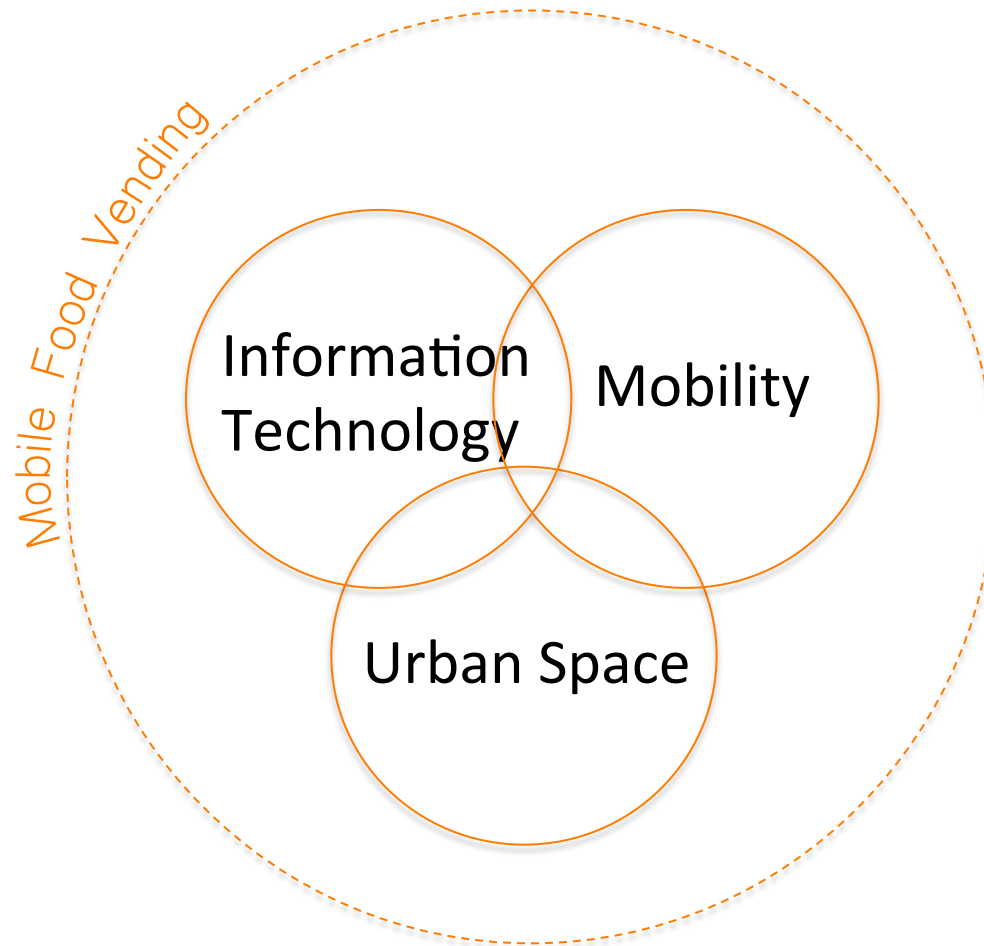 Mobile Food Vending
Information
Technology
Mobility
Urban Space